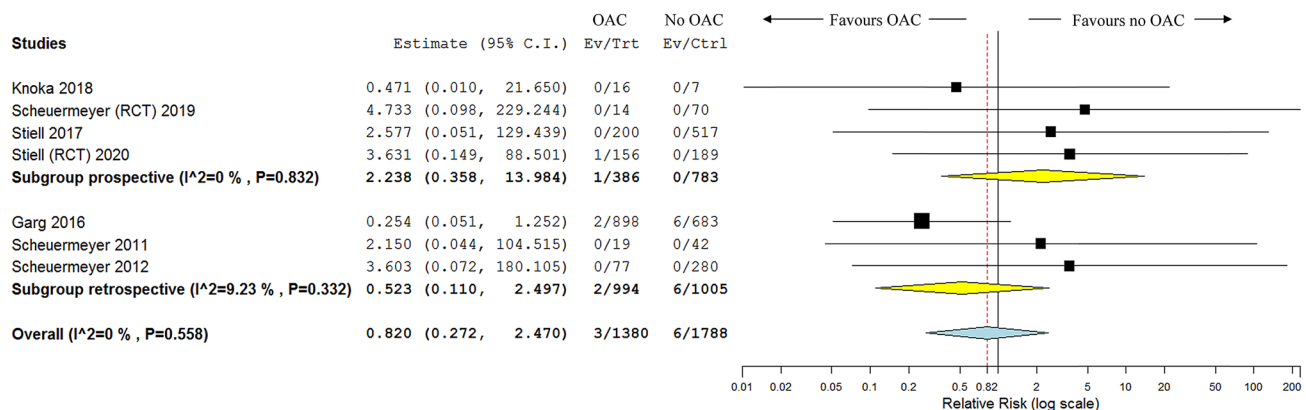 OAC No OAC Favours OAC Favours no OAC
Studies Estimate (95% C.I.) Ev/Trt Ev/Ctrl
Knoka 2018 0.471 (0.010, 21.650) 0/16 0/7
Scheuermeyer (RCT) 2019 4.733 (0.098, 229.244) 0/14 0/70
Stiell 2017 2.577 (0.051, 129.439) 0/200 0/517
Stiell (RCT) 2020 3.631 (0.149, 88.501) 1/156 0/189
Subgroup prospective (I^2=0 % , P=0.832) 2.238 (0.358, 13.984) 1/386 0/783
Garg 2016 0.254 (0.051, 1.252) 2/898 6/683
Scheuermeyer 2011 2.150 (0.044, 104.515) 0/19 0/42
Scheuermeyer 2012 3.603 (0.072, 180.105) 0/77 0/280
Subgroup retrospective (I^2=9.23 % , P=0.332) 0.523 (0.110, 2.497) 2/994 6/1005
Overall (I^2=0 % , P=0.558) 0.820 (0.272, 2.470) 3/1380 6/1788
0.01 0.02 0.05 0.1 0.2 0.5 0.82 2 5 10 20 50 100 200
Relative Risk (log scale)